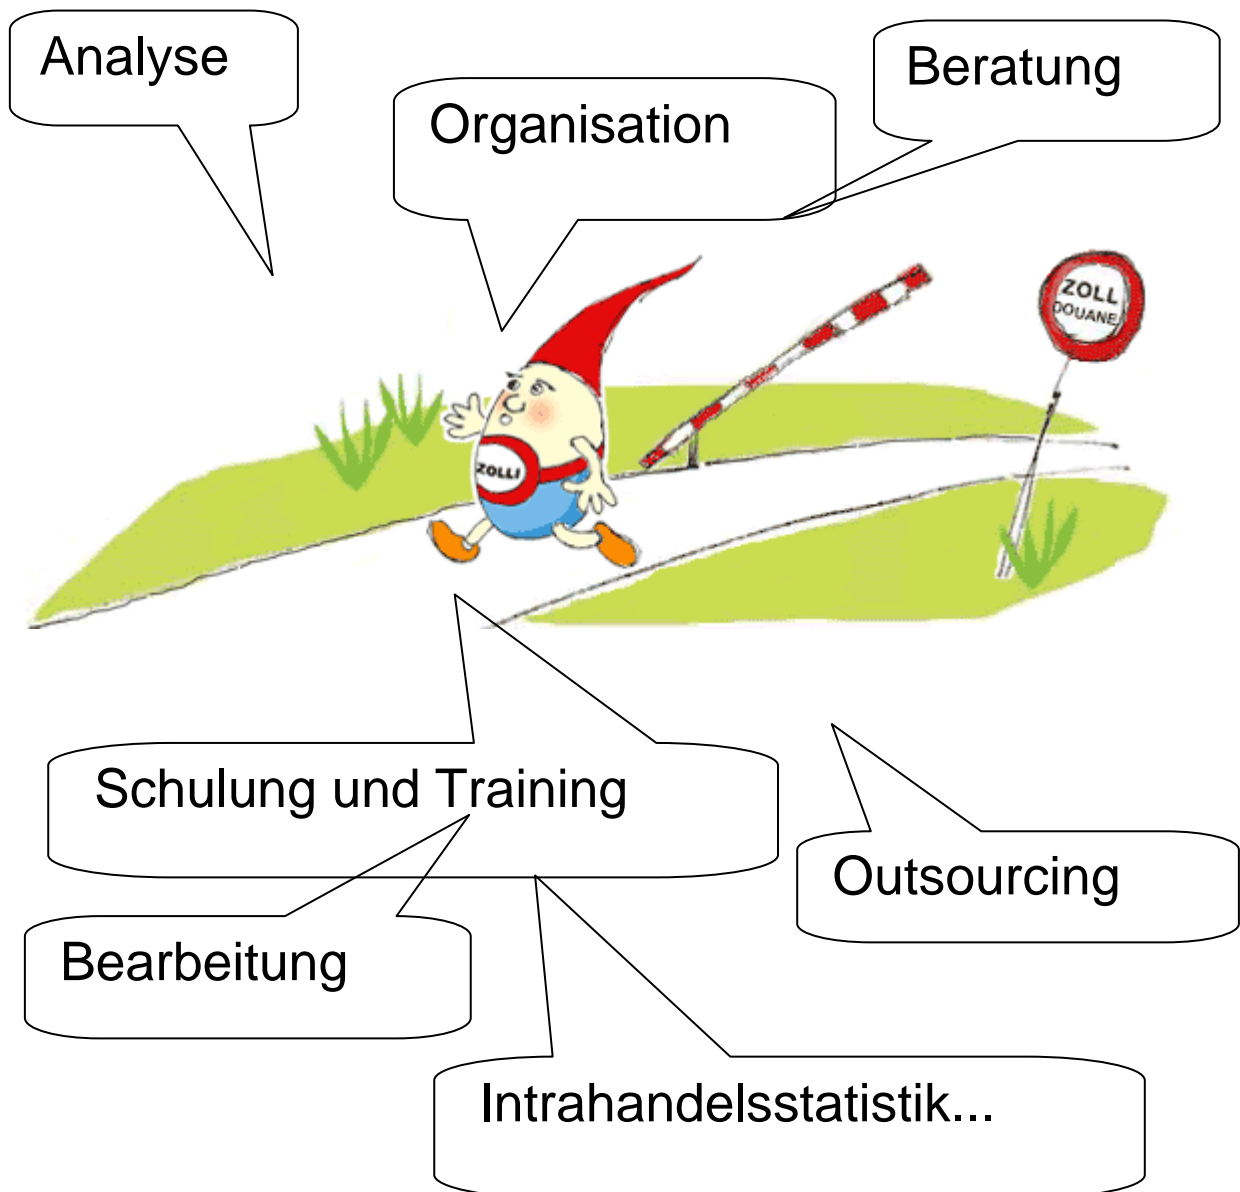 Analyse
Organisation
Beratung
ZOLL
DOUANE
ZOLLI
Schulung und Training
Outsourcing
Bearbeitung
Intrahandelsstatistik...